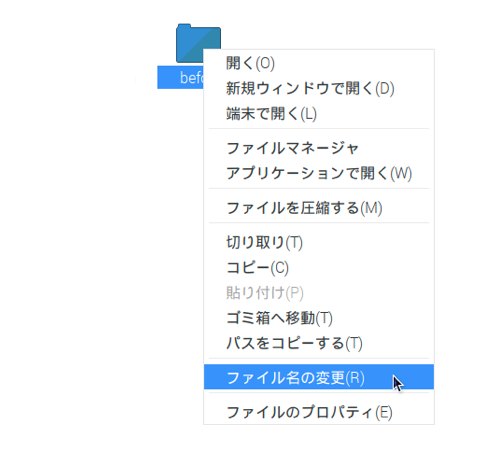 開く(O)
新規ウィンドウで開く(D)
端末で開く(L)
ファイルマネージャ
アプリケーションで開く(W)
ファイルを圧縮する(M)
切り取り(T)
コピー(C)
貼り付け(P)
ゴミ箱へ移動(T)
パスをコピーする(T)
ファイル名の変更(R)
ファイルのプロパティ(E)